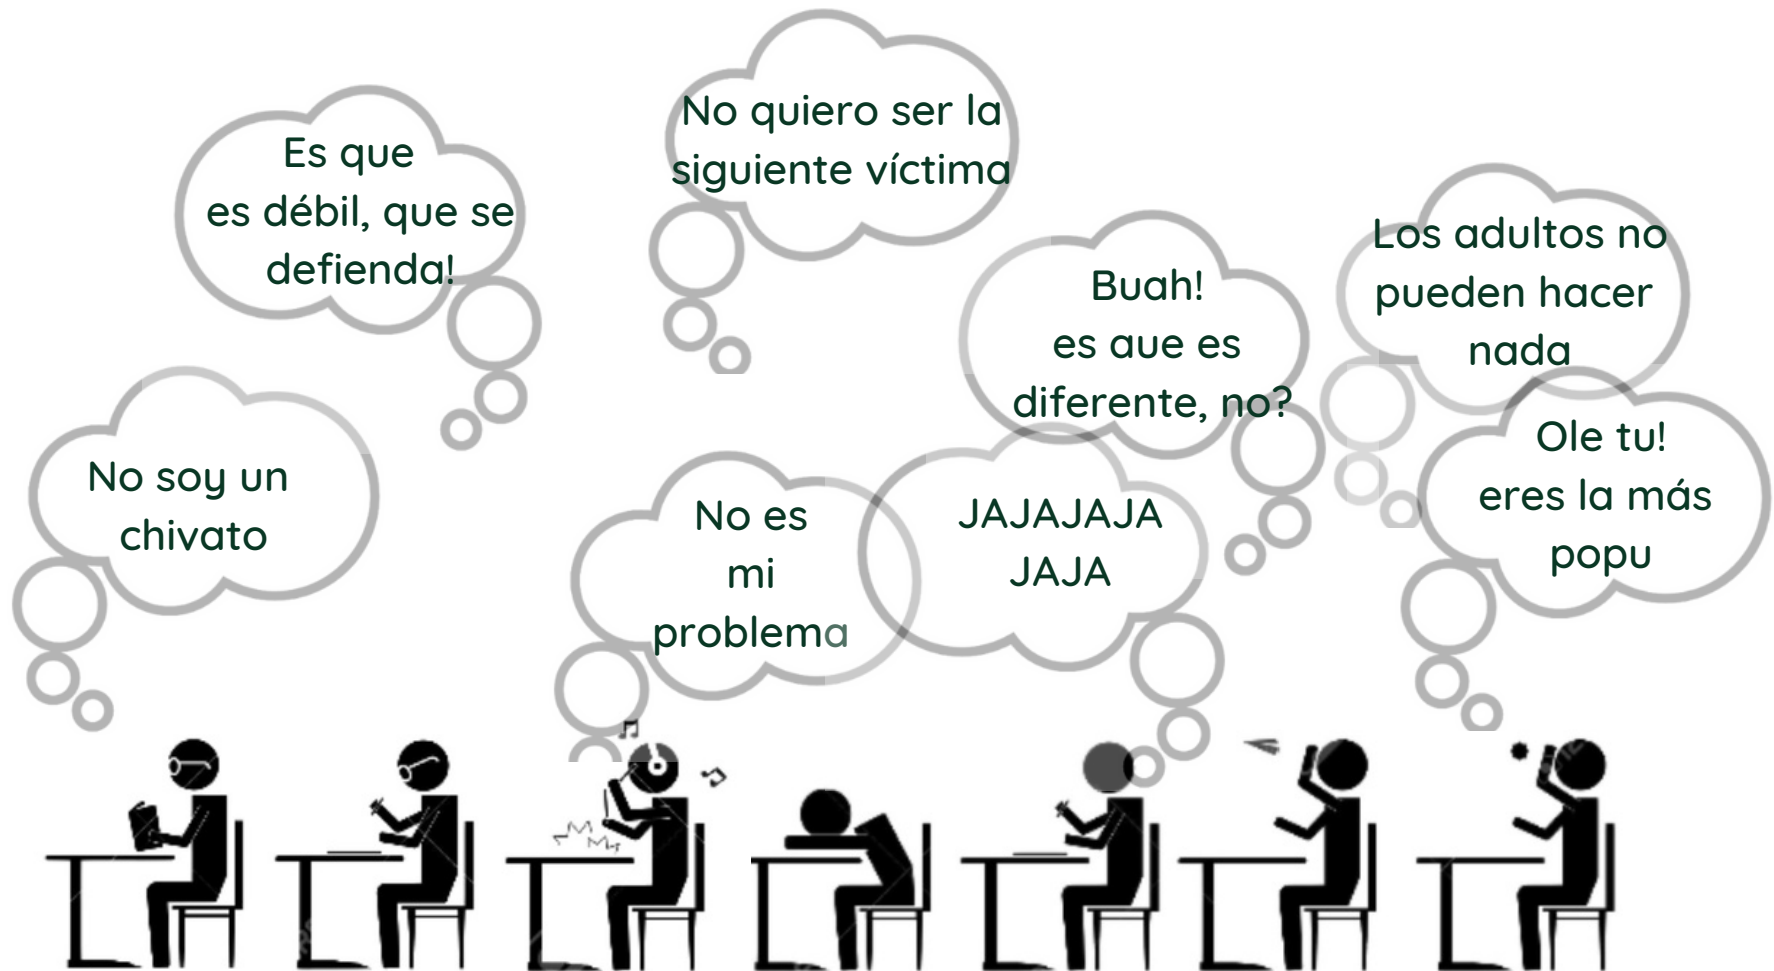 No quiero ser la
siguiente víctima
Es que
es débil, que se
defienda!
Los adultos no
pueden hacer
nada
Buah!
es aue es
diferente, no?
Ole tu!
eres la más
popu
No soy un
chivato
No es
mi
problema
JAJAJAJA
JAJA